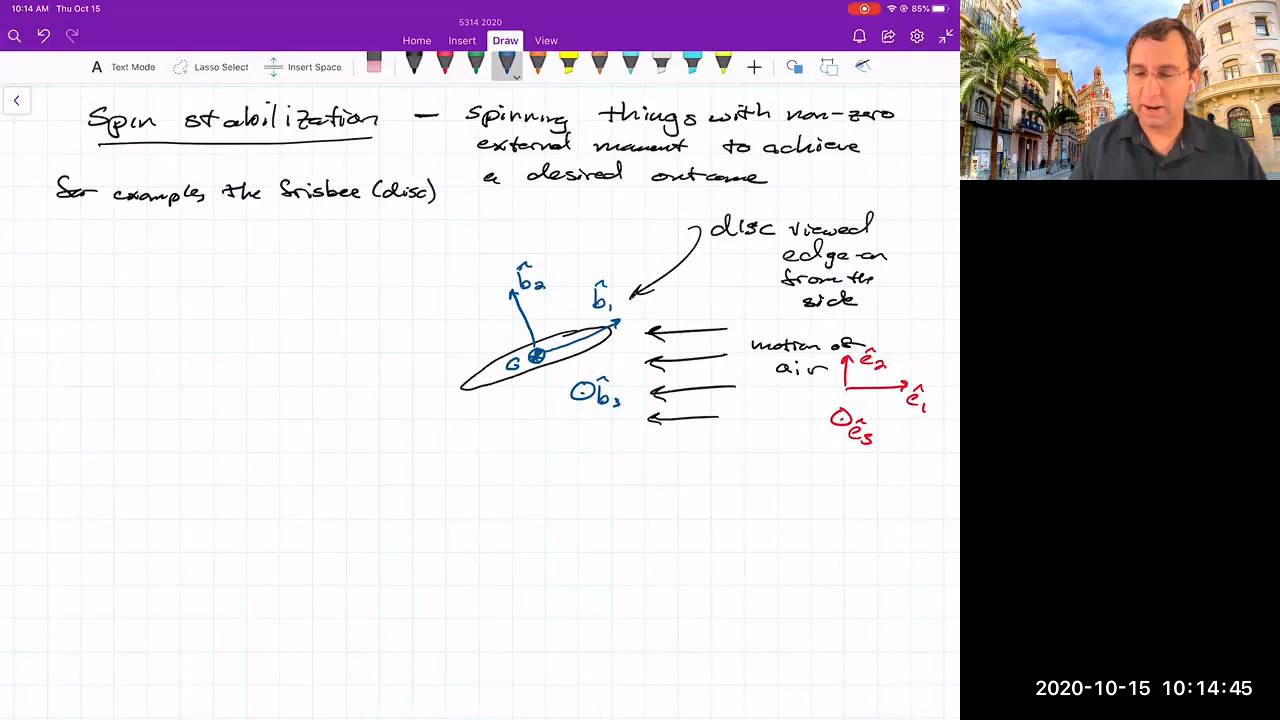 10:14 AM Thu Oct 15
85%
5314 2020
Home Insert Draw View
A Text Mode Lasso Select Insert Space
Spin stabilization — spinning things with non-zero
external moment to achieve
a desired outcome
for examples the frisbee (disc)
disc viewed
edge-on
from the
side
b̂₂
b̂₁
G
b̂₃
motion of
air
ê₂
ê₁
ê₃
2020-10-15 10:14:45